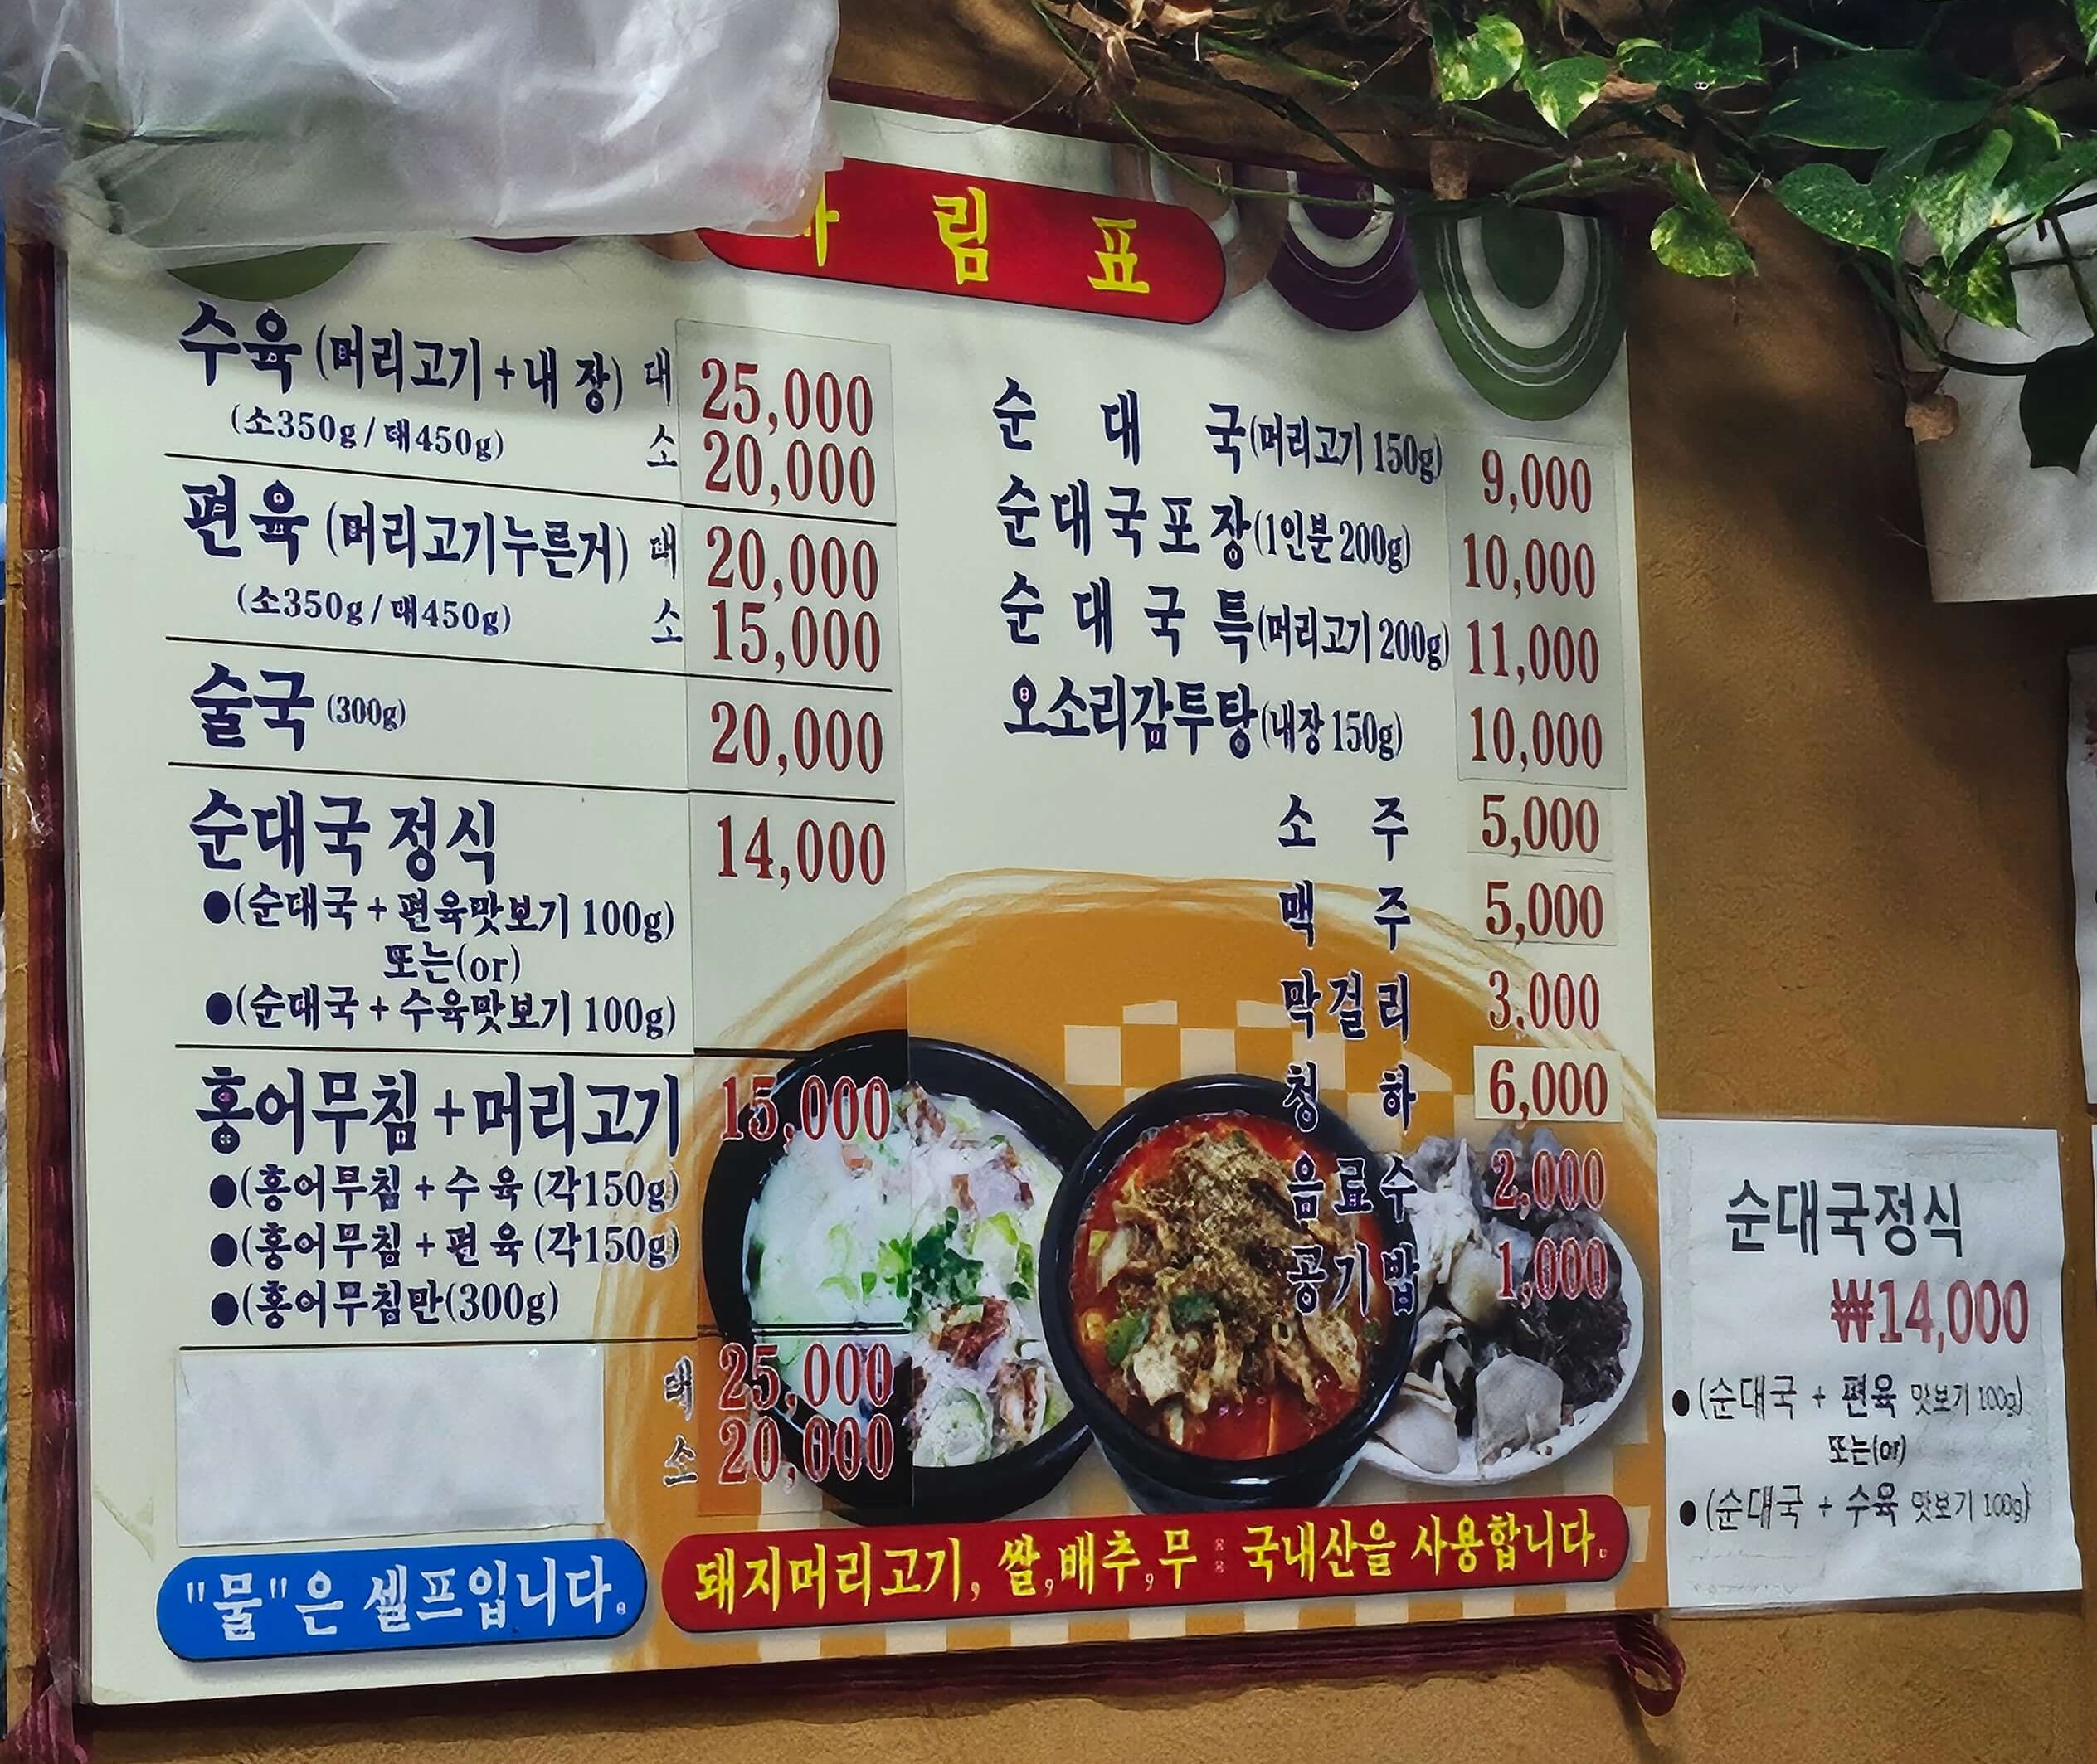 림 표
수육 (머리고기+내 장) 대 25,000
(소350g/대450g) 소 20,000
편육 (머리고기누른거) 대 20,000
(소350g/대450g) 소 15,000
술국 (300g) 20,000
순대국 정식 14,000
●(순대국 + 편육맛보기 100g)
또는(or)
●(순대국 + 수육맛보기 100g)
홍어무침+머리고기 15,000
●(홍어무침 + 수 육 (각150g)
●(홍어무침 + 편 육 (각150g)
●(홍어무침만(300g)
대 25,000
소 20,000
순 대 국(머리고기 150g) 9,000
순대국포장(1인분 200g) 10,000
순 대 국 특(머리고기 200g) 11,000
오소리감투탕(내장 150g) 10,000
소 주 5,000
맥 주 5,000
막걸리 3,000
청 하 6,000
음료수 2,000
공기밥 1,000
"물"은 셀프입니다.
돼지머리고기, 쌀,배추,무 : 국내산을 사용합니다.
순대국정식
₩14,000
● (순대국 + 편육 맛보기 100g)
또는(or)
● (순대국 + 수육 맛보기 100g)